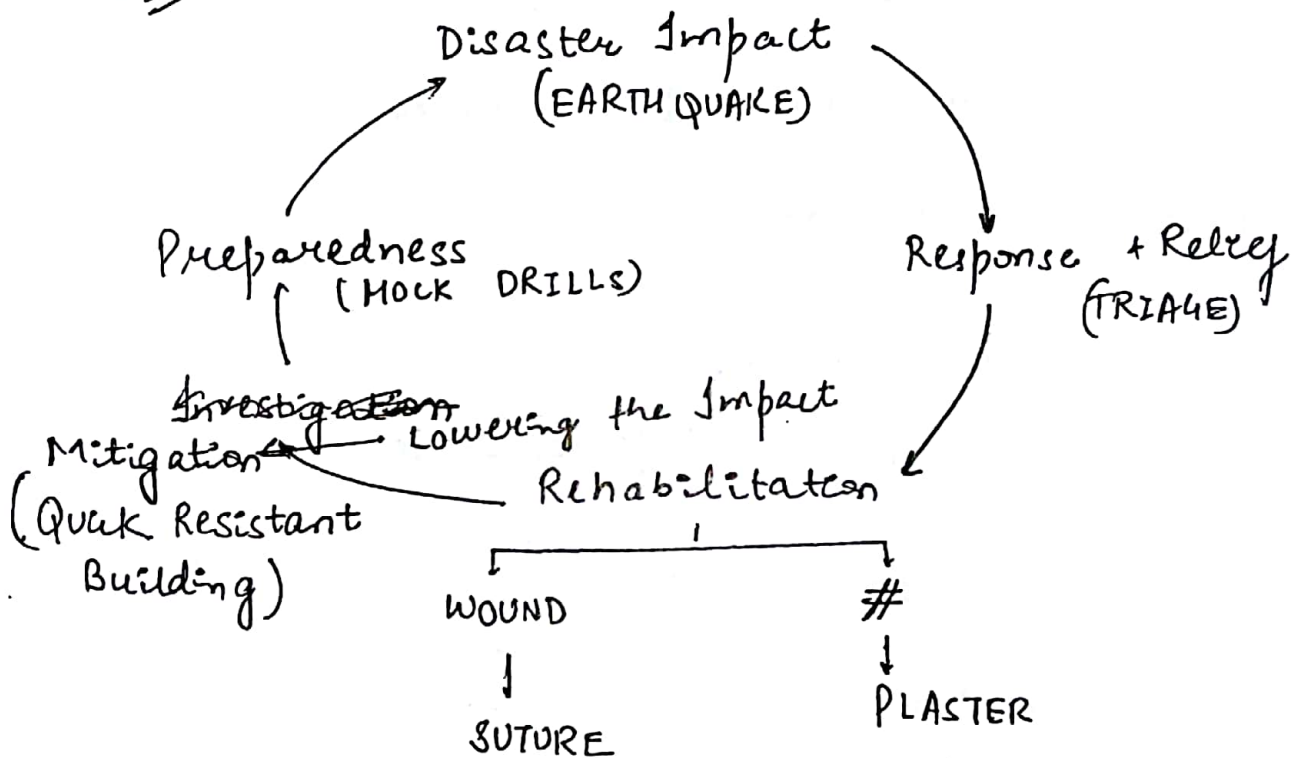 Disaster Impact
(EARTHQUAKE)
Preparedness
(MOCK DRILLS)
Response + Relief
(TRIAGE)
Investigation
Mitigation
Lowering the Impact
(Quak Resistant
Building)
Rehabilitation
WOUND
#
SUTURE
PLASTER